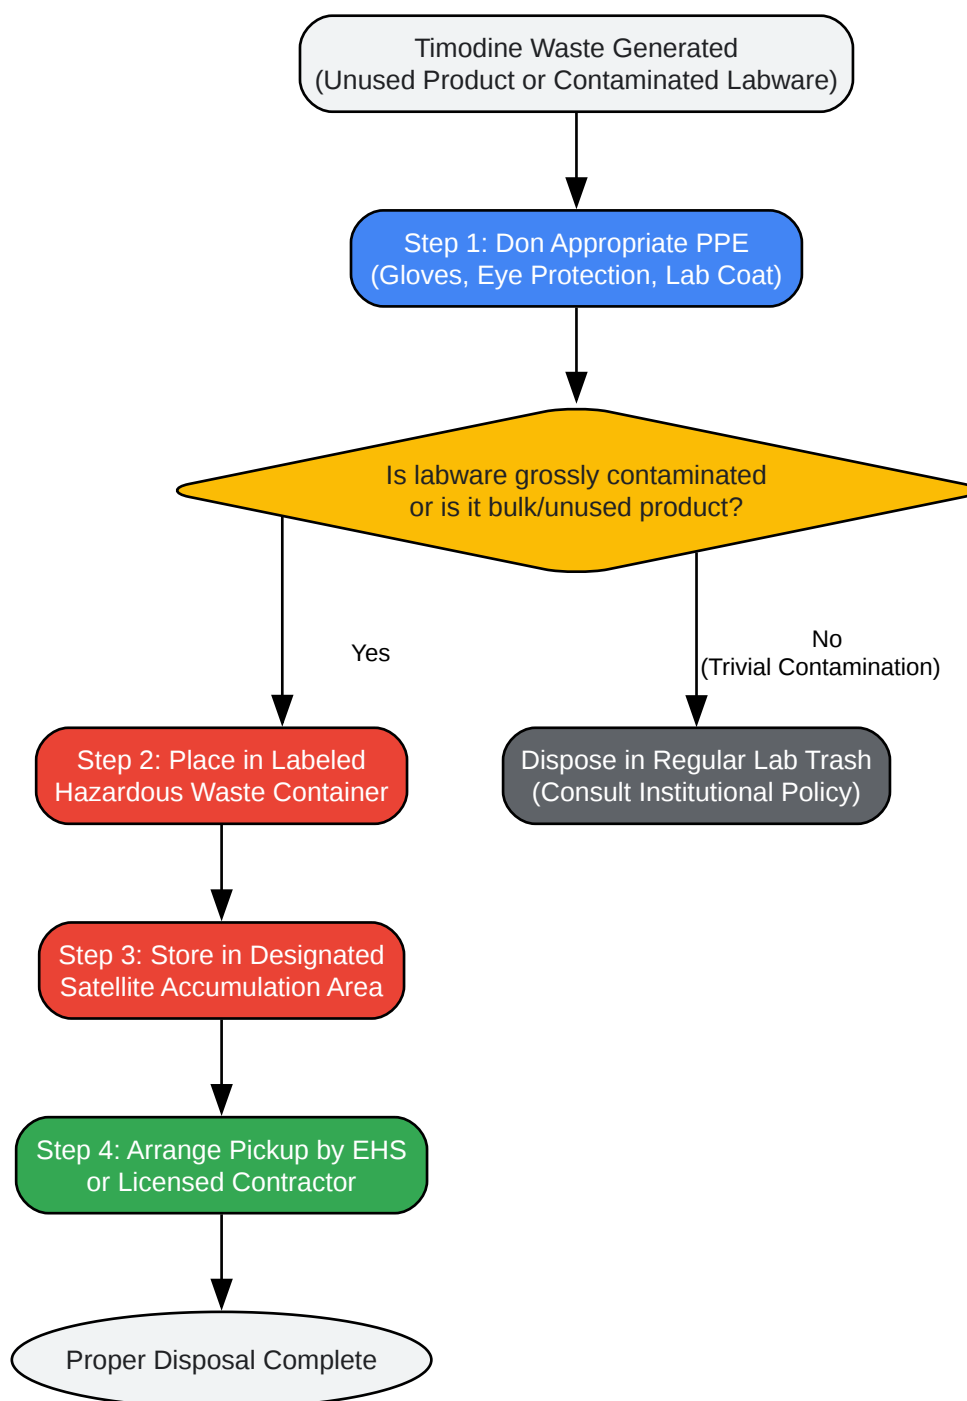 Timodine Waste Generated
(Unused Product or Contaminated Labware)
Step 1: Don Appropriate PPE
(Gloves, Eye Protection, Lab Coat)
Is labware grossly contaminated
or is it bulk/unused product?
Yes
No
(Trivial Contamination)
Step 2: Place in Labeled
Hazardous Waste Container
Dispose in Regular Lab Trash
(Consult Institutional Policy)
Step 3: Store in Designated
Satellite Accumulation Area
Step 4: Arrange Pickup by EHS
or Licensed Contractor
Proper Disposal Complete